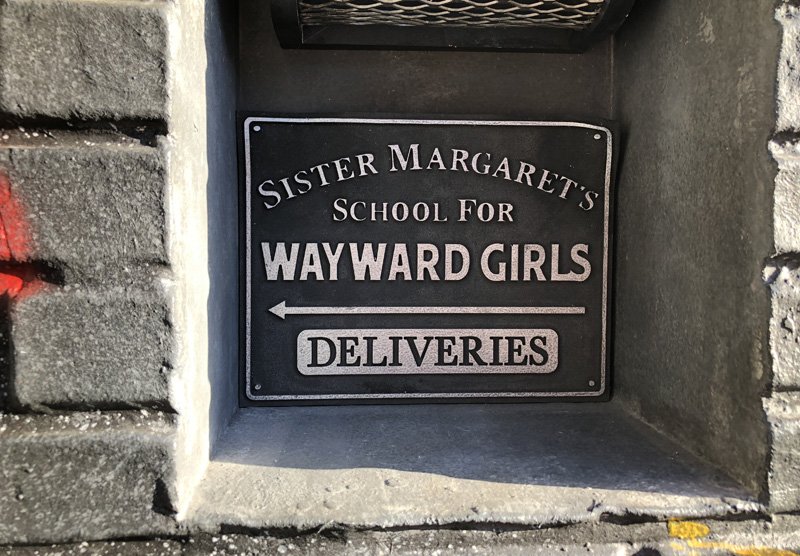 SISTER MARGARET'S
SCHOOL FOR
WAYWARD GIRLS
DELIVERIES